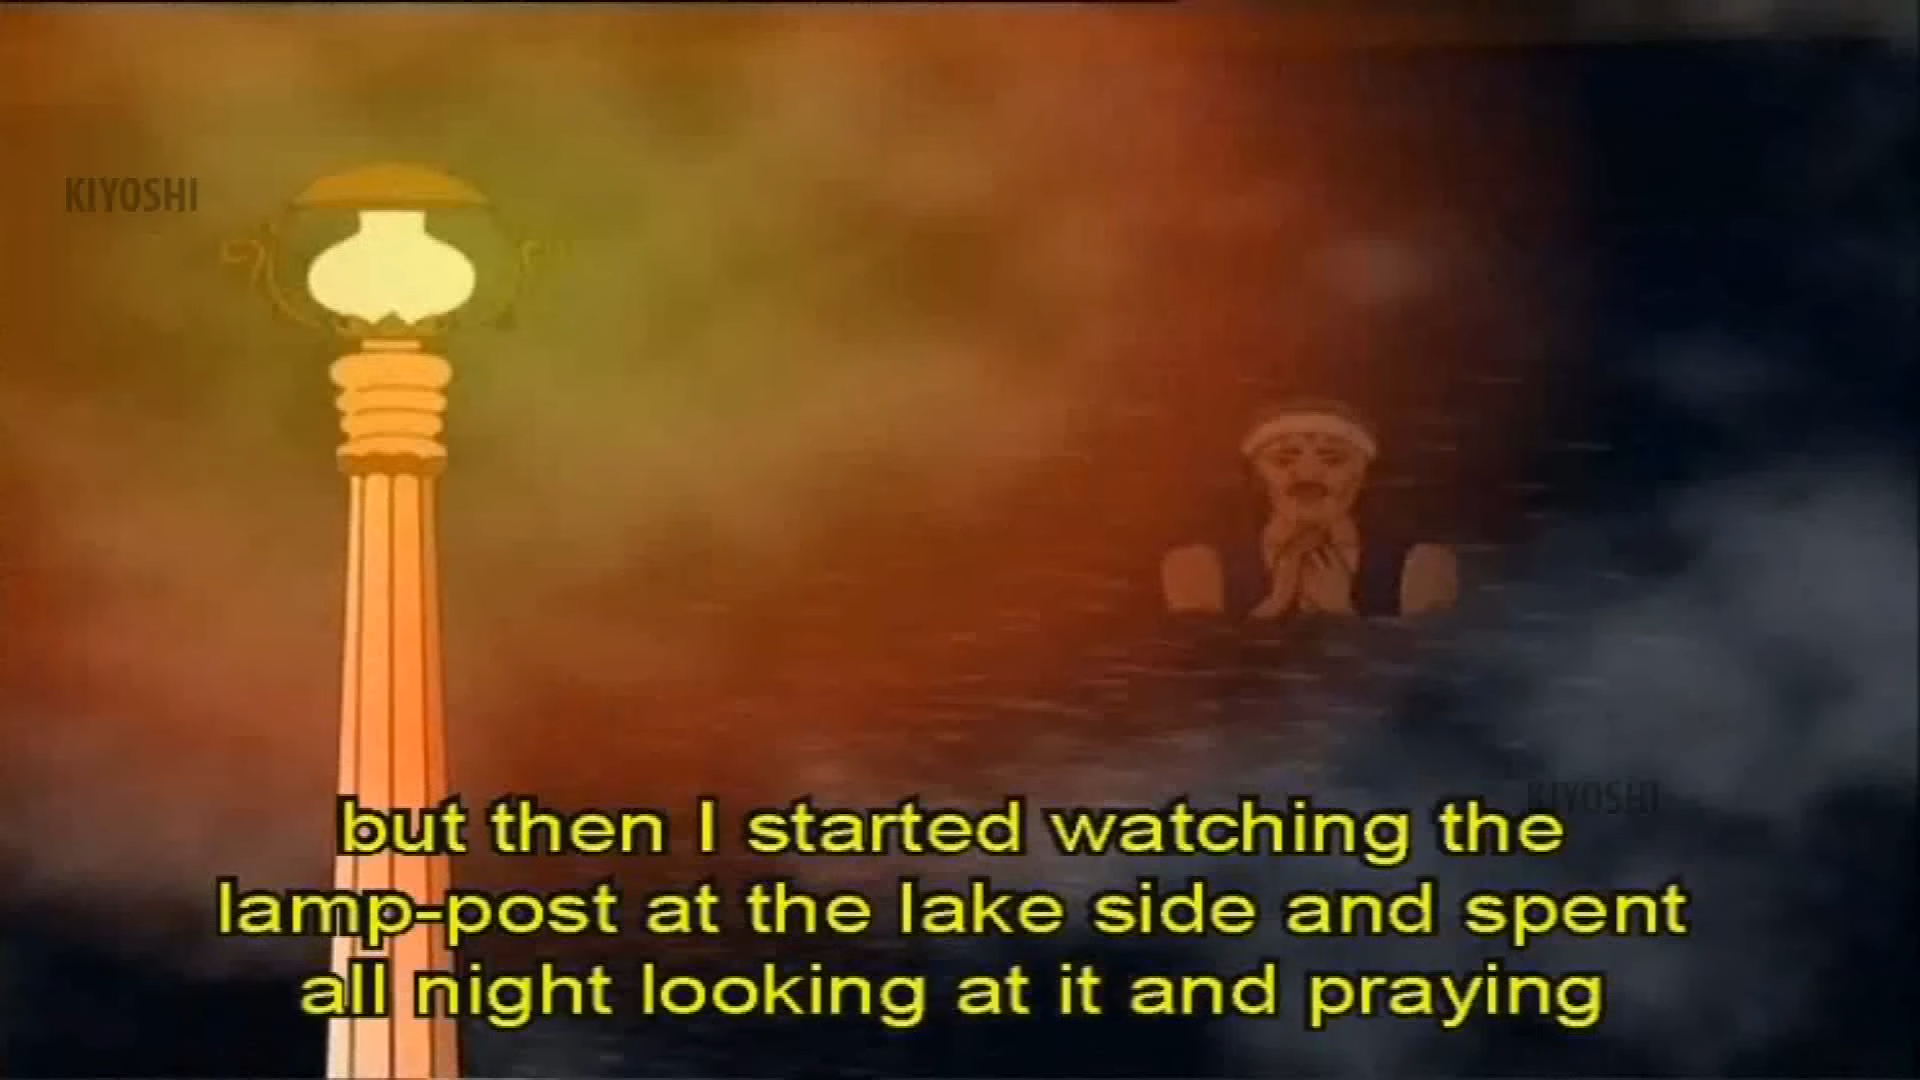 KIYOSHI
KIYOSHI
but then I started watching the
lamp-post at the lake side and spent
all night looking at it and praying